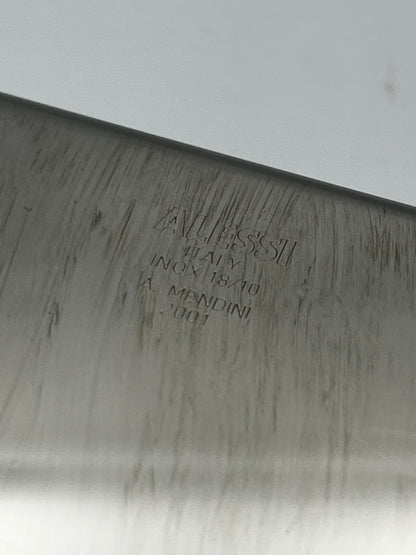 ALESSI
ITALY
INOX 18/10
A. MENDINI
2001